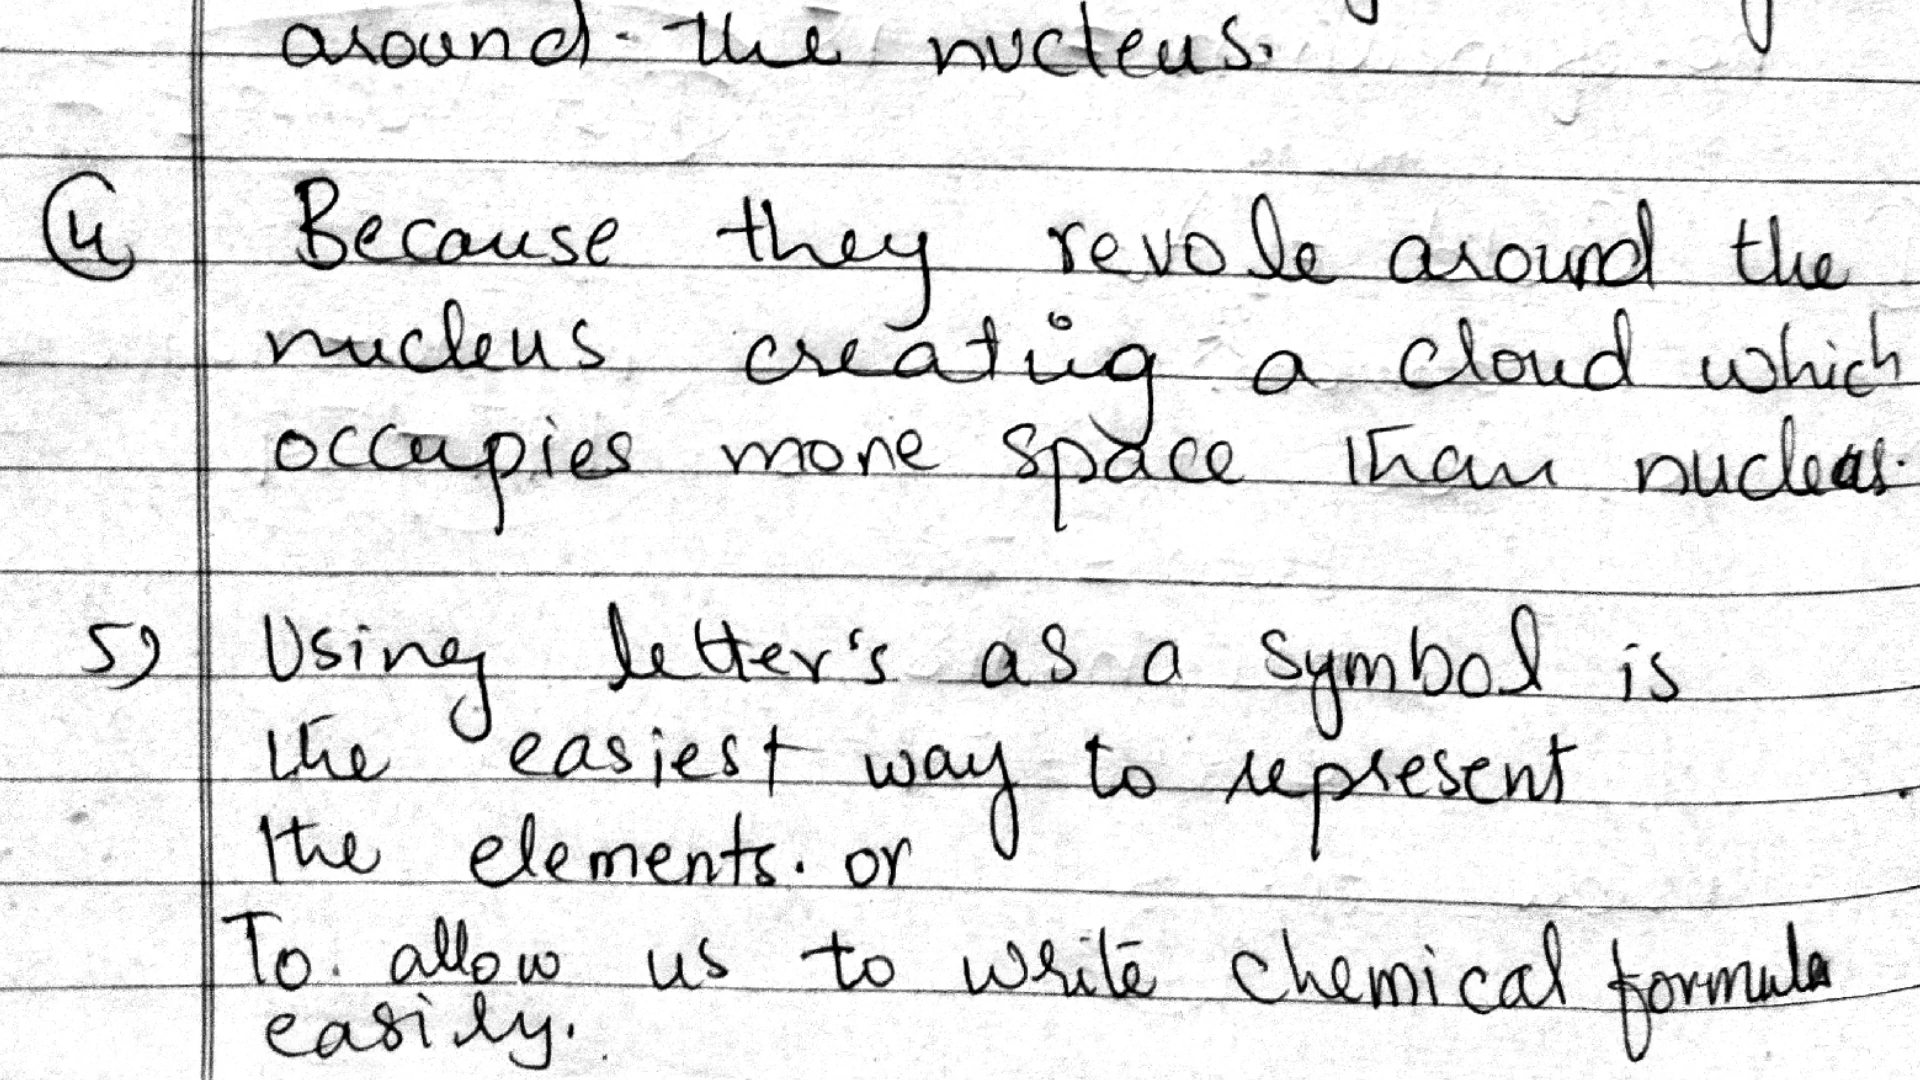 around the nucleus.
4 Because they revole around the
nucleus creating a cloud which
occupies more space than nucleus.
5) Using letter's as a symbol is
the easiest way to represent
the elements. or
To allow us to write chemical formula
easily.